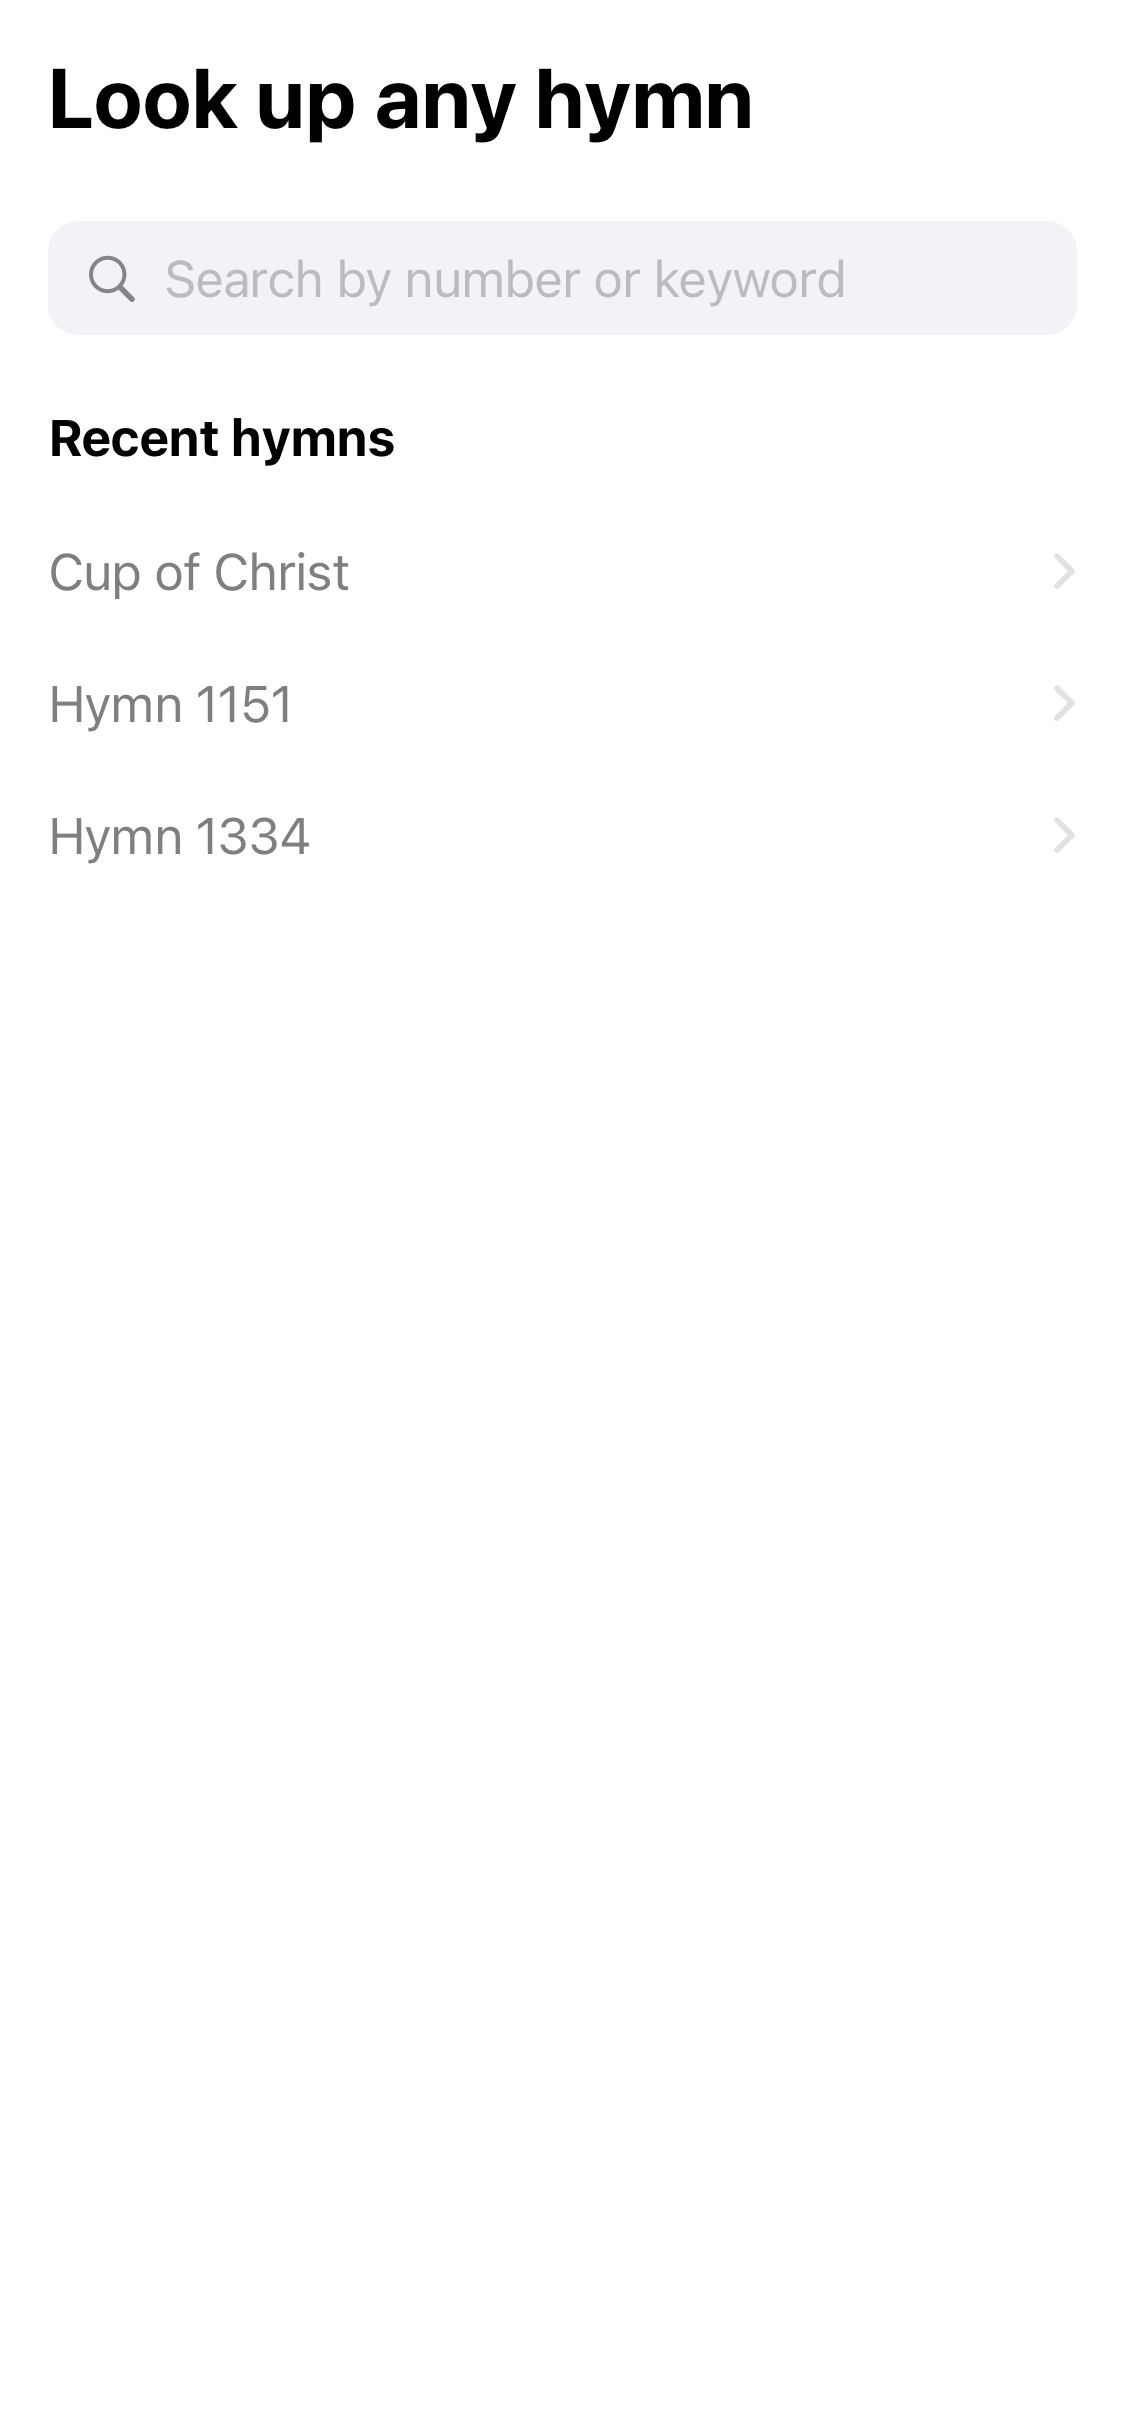 Look up any hymn
Search by number or keyword
Recent hymns
Cup of Christ
Hymn 1151
Hymn 1334